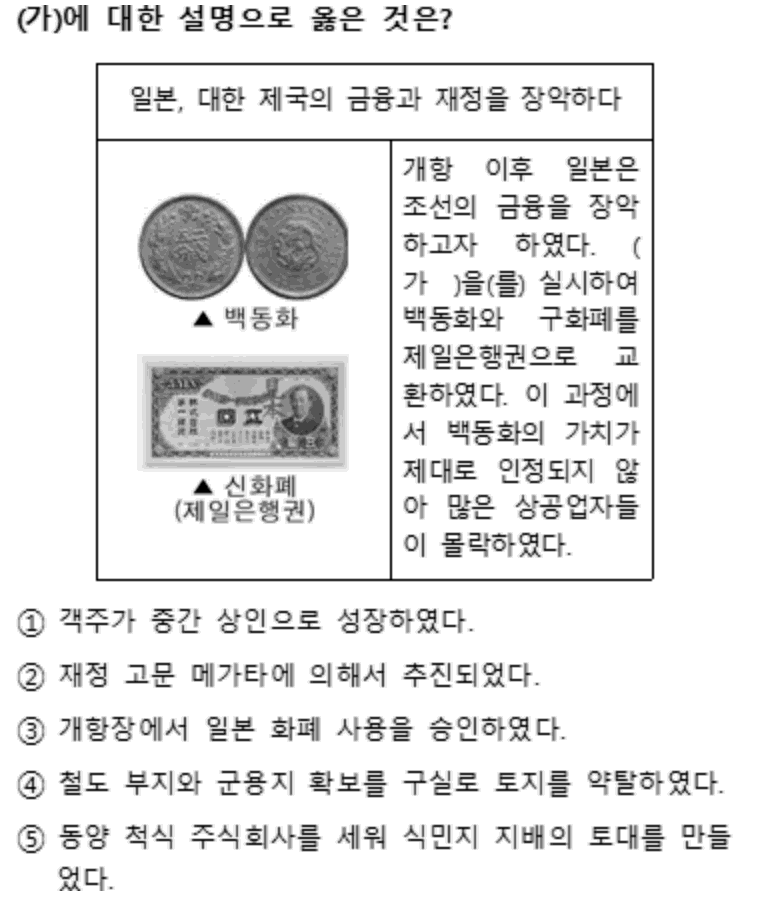 (가)에 대한 설명으로 옳은 것은?
일본, 대한 제국의 금융과 재정을 장악하다
▲ 백동화
▲ 신화폐
(제일은행권)
개항 이후 일본은
조선의 금융을 장악
하고자 하였다. (
가 )을(를) 실시하여
백동화와 구화폐를
제일은행권으로 교
환하였다. 이 과정에
서 백동화의 가치가
제대로 인정되지 않
아 많은 상공업자들
이 몰락하였다.
① 객주가 중간 상인으로 성장하였다.
② 재정 고문 메가타에 의해서 추진되었다.
③ 개항장에서 일본 화폐 사용을 승인하였다.
④ 철도 부지와 군용지 확보를 구실로 토지를 약탈하였다.
⑤ 동양 척식 주식회사를 세워 식민지 지배의 토대를 만들
었다.